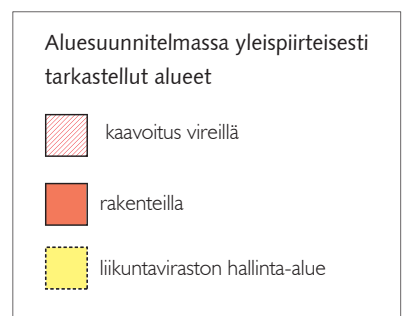 Aluesuunnitelmassa yleispiirteisesti
tarkastellut alueet
kaavoitus vireillä
rakenteilla
liikuntaviraston hallinta-alue